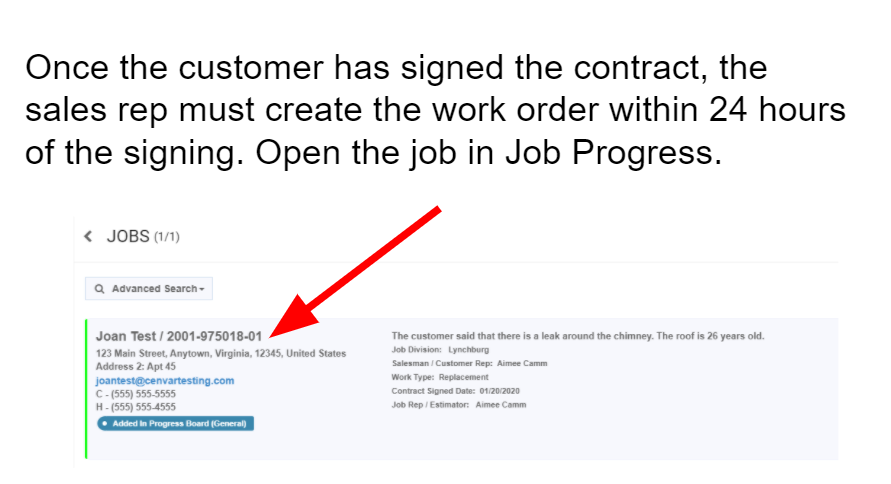 Once the customer has signed the contract, the
sales rep must create the work order within 24 hours
of the signing. Open the job in Job Progress.
JOBS (1/1)
Advanced Search
Joan Test / 2001-975018-01
123 Main Street, Anytown, Virginia, 12345, United States
Address 2: Apt 45
joantest@cenvartesting.com
C - (555) 555-5555
H - (555) 555-4555
Added In Progress Board (General)
The customer said that there is a leak around the chimney. The roof is 26 years old.
Job Division: Lynchburg
Salesman / Customer Rep: Aimee Camm
Work Type: Replacement
Contract Signed Date: 01/20/2020
Job Rep / Estimator: Aimee Camm